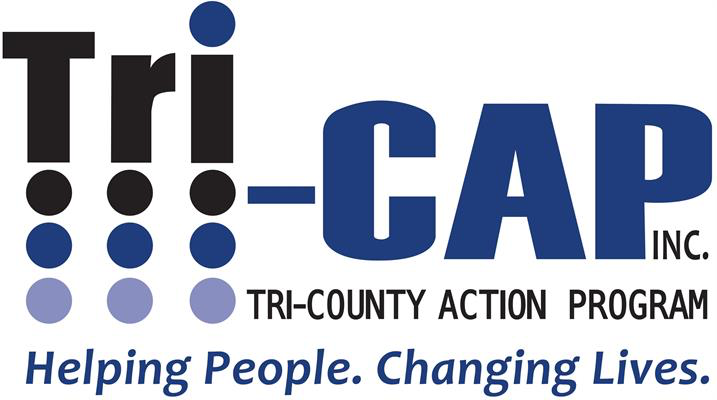 Tri-CAP INC.
TRI-COUNTY ACTION PROGRAM
Helping People. Changing Lives.